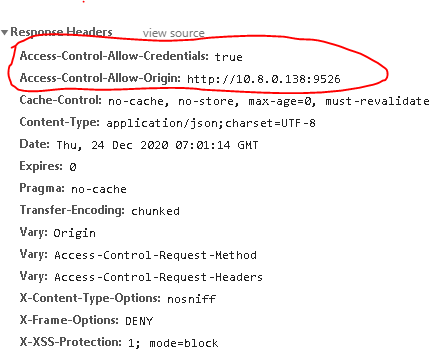 Response Headers view source
Access-Control-Allow-Credentials: true
Access-Control-Allow-Origin: http://10.8.0.138:9526
Cache-Control: no-cache, no-store, max-age=0, must-revalidate
Content-Type: application/json;charset=UTF-8
Date: Thu, 24 Dec 2020 07:01:14 GMT
Expires: 0
Pragma: no-cache
Transfer-Encoding: chunked
Vary: Origin
Vary: Access-Control-Request-Method
Vary: Access-Control-Request-Headers
X-Content-Type-Options: nosniff
X-Frame-Options: DENY
X-XSS-Protection: 1; mode=block